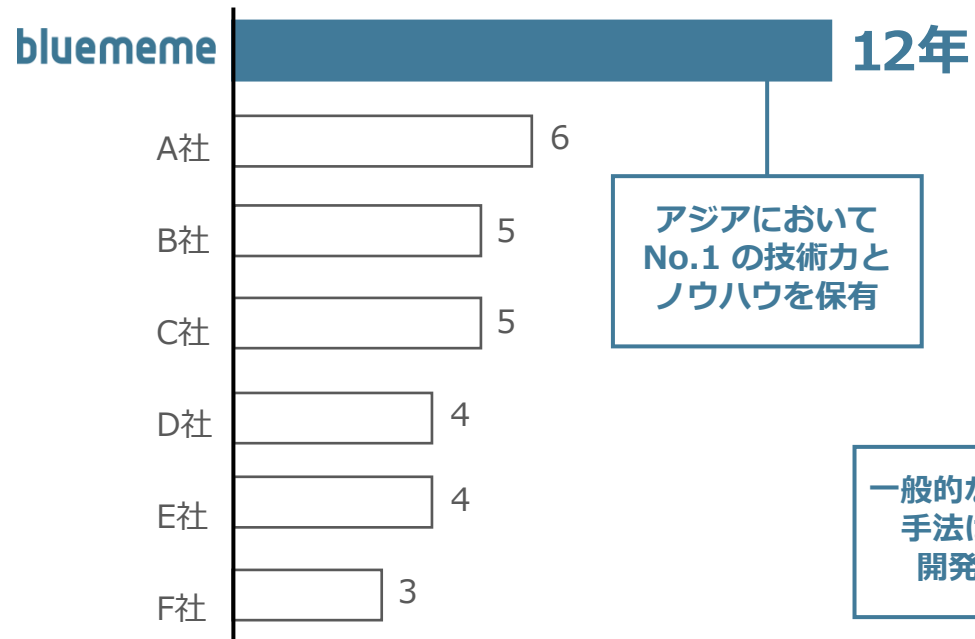 bluememe
12年
A社
6
アジアにおいて
No.1 の技術力と
ノウハウを保有
B社
5
C社
5
D社
4
一般的
手法
開発
E社
4
F社
3